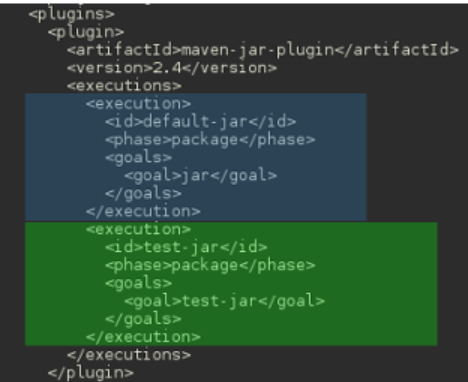 <plugins>
<plugin>
<artifactId>maven-jar-plugin</artifactId>
<version>2.4</version>
<executions>
<execution>
<id>default-jar</id>
<phase>package</phase>
<goals>
<goal>jar</goal>
</goals>
</execution>
<execution>
<id>test-jar</id>
<phase>package</phase>
<goals>
<goal>test-jar</goal>
</goals>
</execution>
</executions>
</plugin>